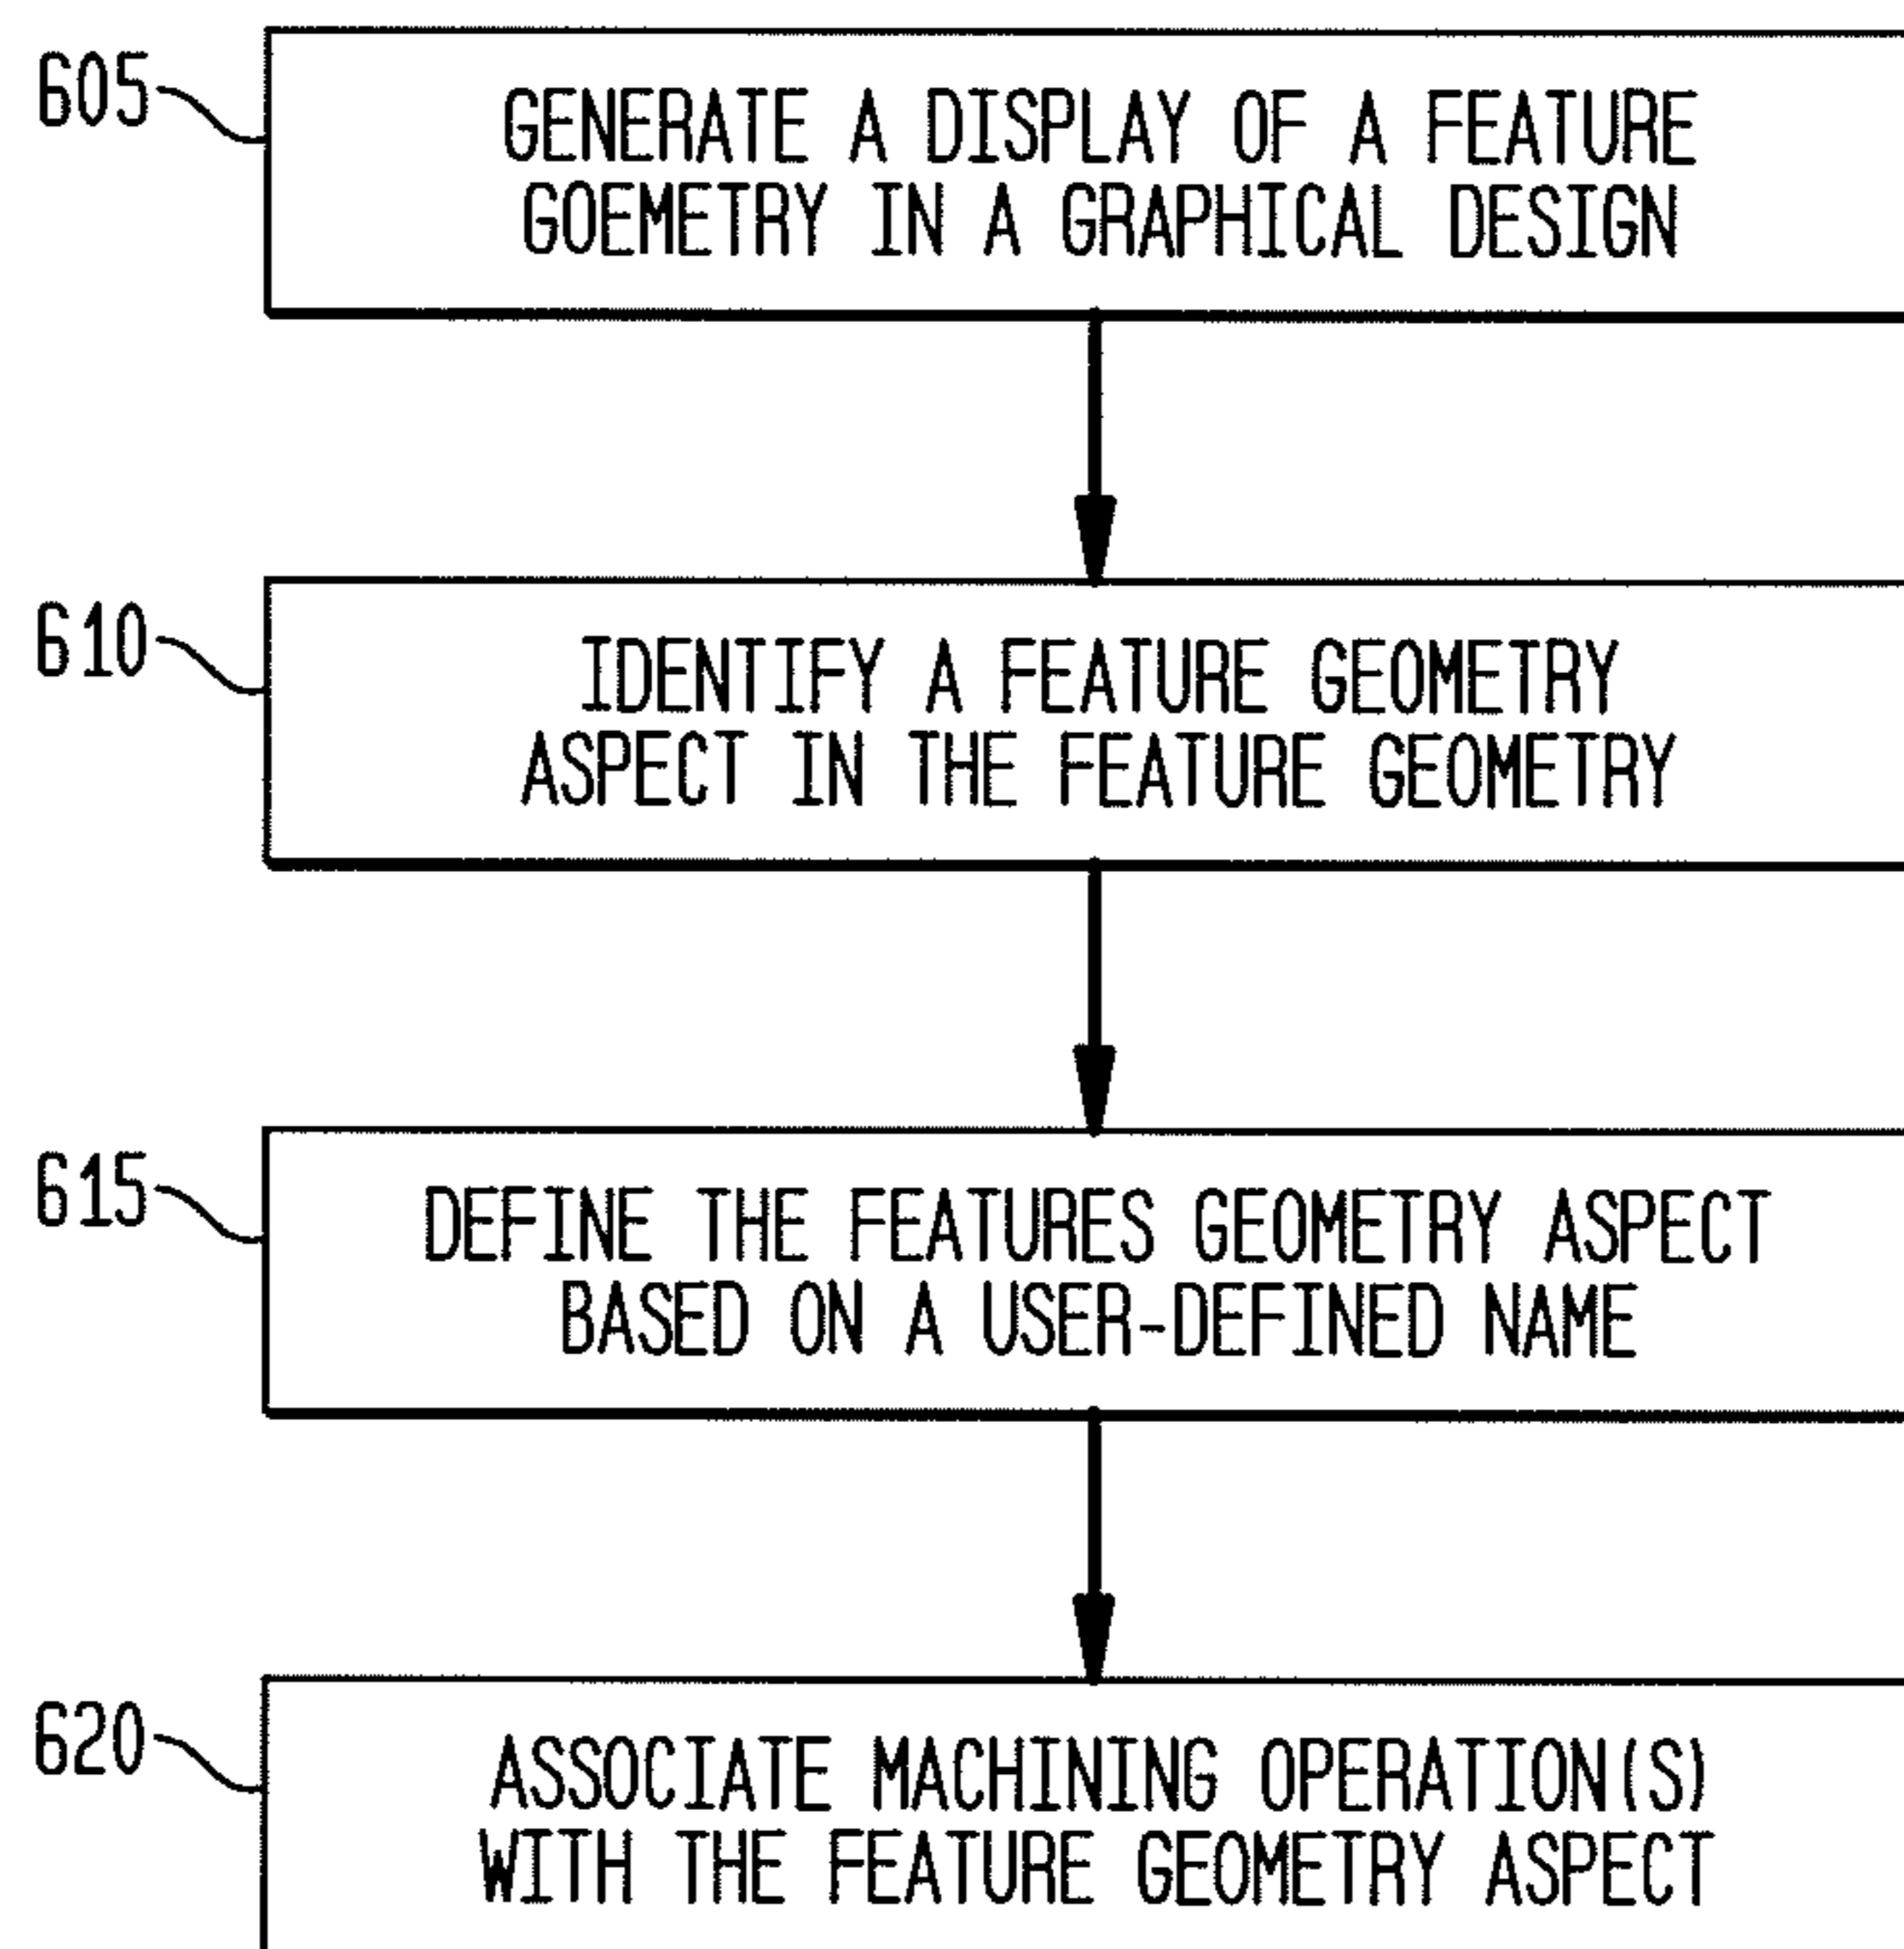 605
GENERATE A DISPLAY OF A FEATURE
GOEMETRY IN A GRAPHICAL DESIGN
610
IDENTIFY A FEATURE GEOMETRY
ASPECT IN THE FEATURE GEOMETRY
615
DEFINE THE FEATURES GEOMETRY ASPECT
BASED ON A USER-DEFINED NAME
620
ASSOCIATE MACHINING OPERATION(S)
WITH THE FEATURE GEOMETRY ASPECT